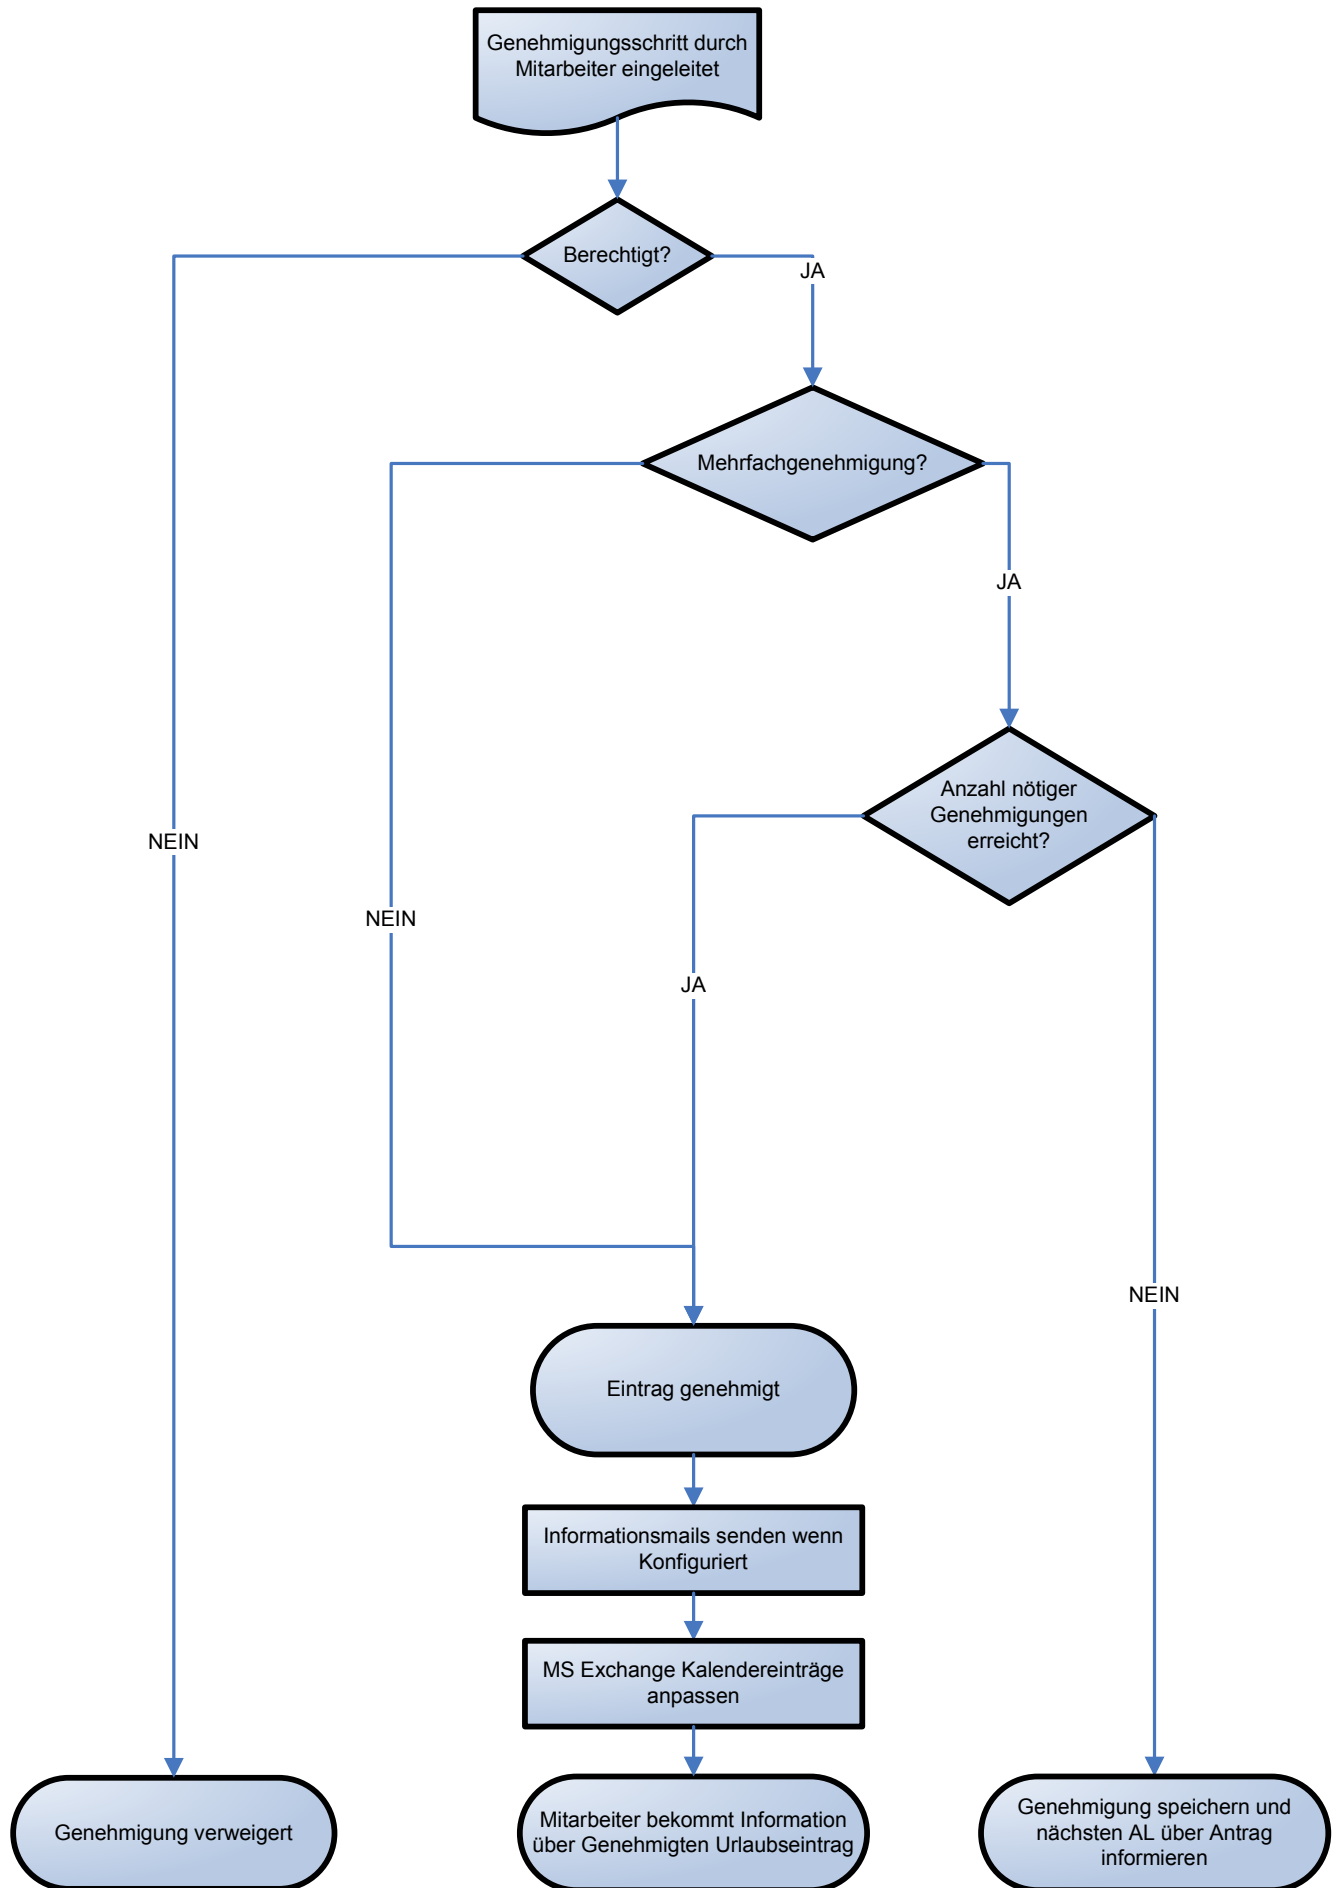 Genehmigungsschritt durch
Mitarbeiter eingeleitet
Berechtigt?
JA
Mehrfachgenehmigung?
JA
Anzahl nötiger
Genehmigungen
erreicht?
NEIN
NEIN
JA
NEIN
Eintrag genehmigt
Informationsmails senden wenn
Konfiguriert
MS Exchange Kalendereinträge
anpassen
Genehmigung verweigert
Mitarbeiter bekommt Information
über Genehmigten Urlaubseintrag
Genehmigung speichern und
nächsten AL über Antrag
informieren